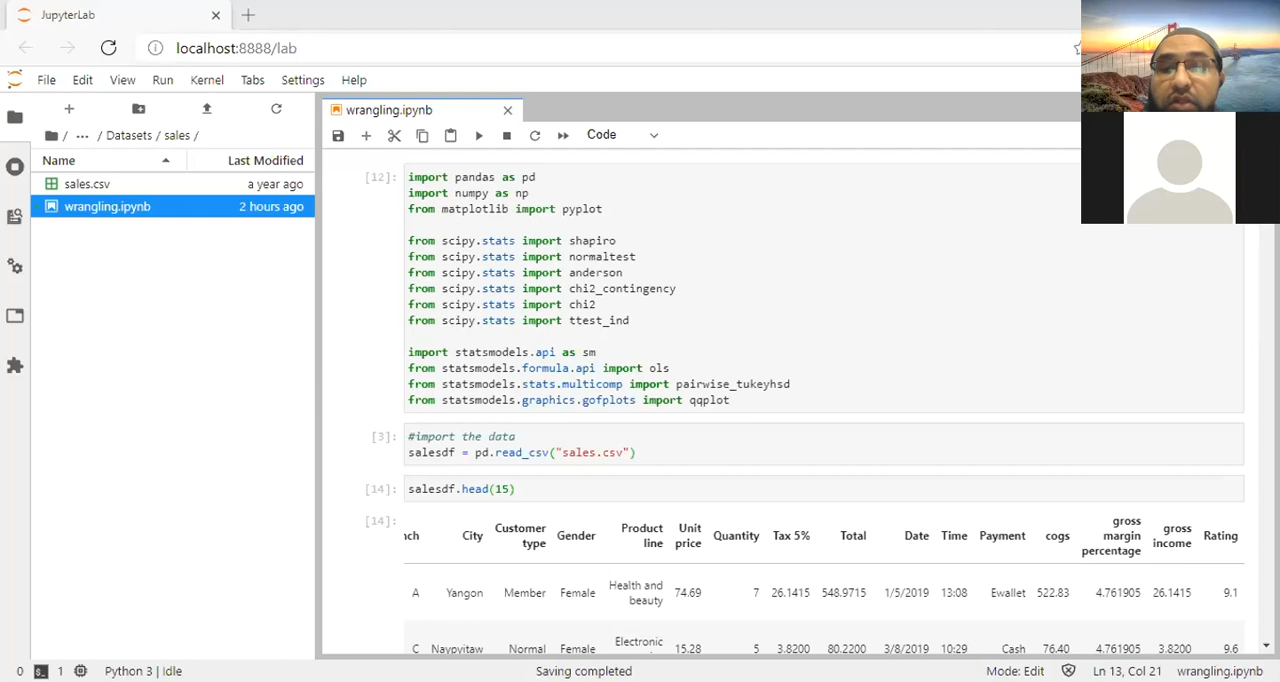 JupyterLab
localhost:8888/lab
File Edit View Run Kernel Tabs Settings Help
/ ... / Datasets / sales /
Name Last Modified
sales.csv a year ago
wrangling.ipynb 2 hours ago
wrangling.ipynb
Code
[12]:
import pandas as pd
import numpy as np
from matplotlib import pyplot
from scipy.stats import shapiro
from scipy.stats import normaltest
from scipy.stats import anderson
from scipy.stats import chi2_contingency
from scipy.stats import chi2
from scipy.stats import ttest_ind
import statsmodels.api as sm
from statsmodels.formula.api import ols
from statsmodels.stats.multicomp import pairwise_tukeyhsd
from statsmodels.graphics.gofplots import qqplot
[3]:
#import the data
salesdf = pd.read_csv("sales.csv")
[14]:
salesdf.head(15)
[14]:
nch City Customer type Gender Product line Unit price Quantity Tax 5% Total Date Time Payment cogs gross margin percentage gross income Rating
A Yangon Member Female Health and beauty 74.69 7 26.1415 548.9715 1/5/2019 13:08 Ewallet 522.83 4.761905 26.1415 9.1
C Naypyitaw Normal Female Electronic 15.28 5 3.8200 80.2200 3/8/2019 10:29 Cash 76.40 4.761905 3.8200 9.6
0 1 Python 3 | Idle Saving completed Mode: Edit Ln 13, Col 21 wrangling.ipynb